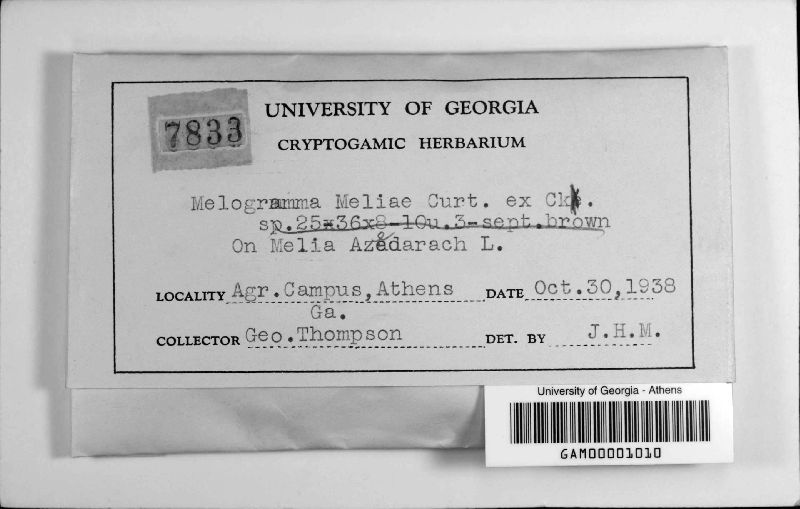 7833
UNIVERSITY OF GEORGIA
CRYPTOGAMIC HERBARIUM
Melogramma Meliae Curt. ex Ck.
sp.25-36x8-10u.3-sept.brown
On Melia Azedarach L.
LOCALITY Agr.Campus,Athens DATE Oct.30,1938
Ga.
COLLECTOR Geo.Thompson DET. BY J.H.M.
University of Georgia - Athens
GAM00001010